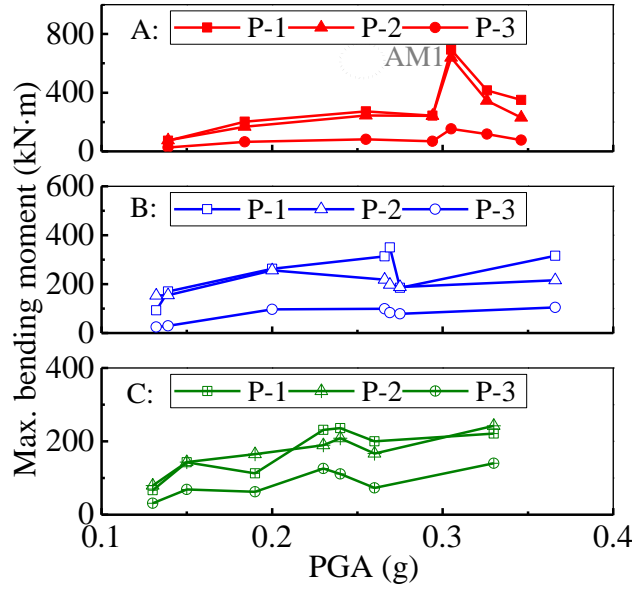 Max. bending moment (kN·m)
800
400
0
A: P-1 P-2 P-3
AM1
600
400
200
0
B: P-1 P-2 P-3
400
200
0
C: P-1 P-2 P-3
0.1 0.2 0.3 0.4
PGA (g)